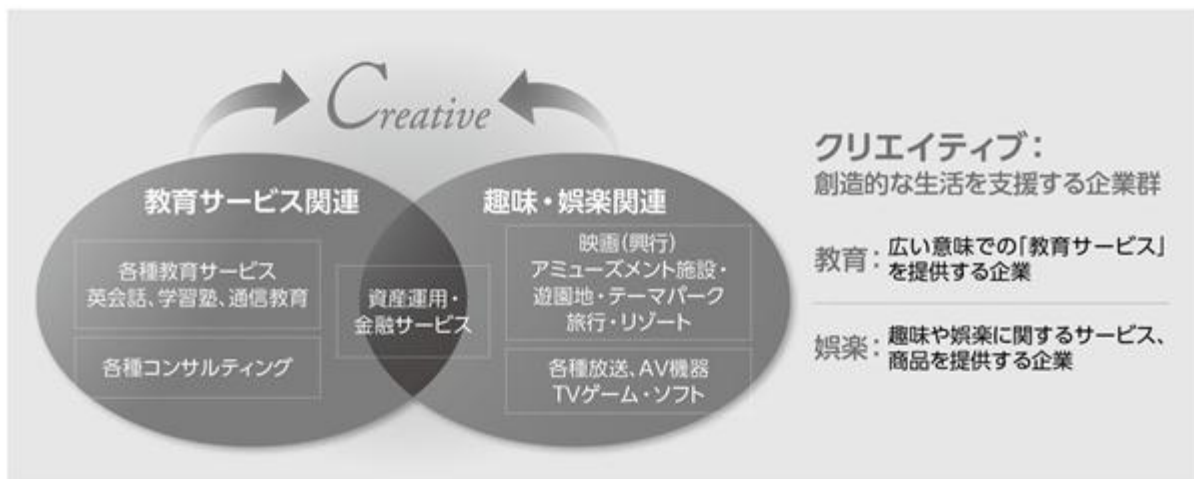 Creative
教育サービス関連
各種教育サービス
英会話、学習塾、通信教育
各種コンサルティング
資産運用・
金融サービス
趣味・娯楽関連
映画(興行)
アミューズメント施設・
遊園地・テーマパーク
旅行・リゾート
各種放送、AV機器
TVゲーム・ソフト
クリエイティブ：
創造的な生活を支援する企業群
教育：広い意味での「教育サービス」
を提供する企業
娯楽：趣味や娯楽に関するサービス、
商品を提供する企業